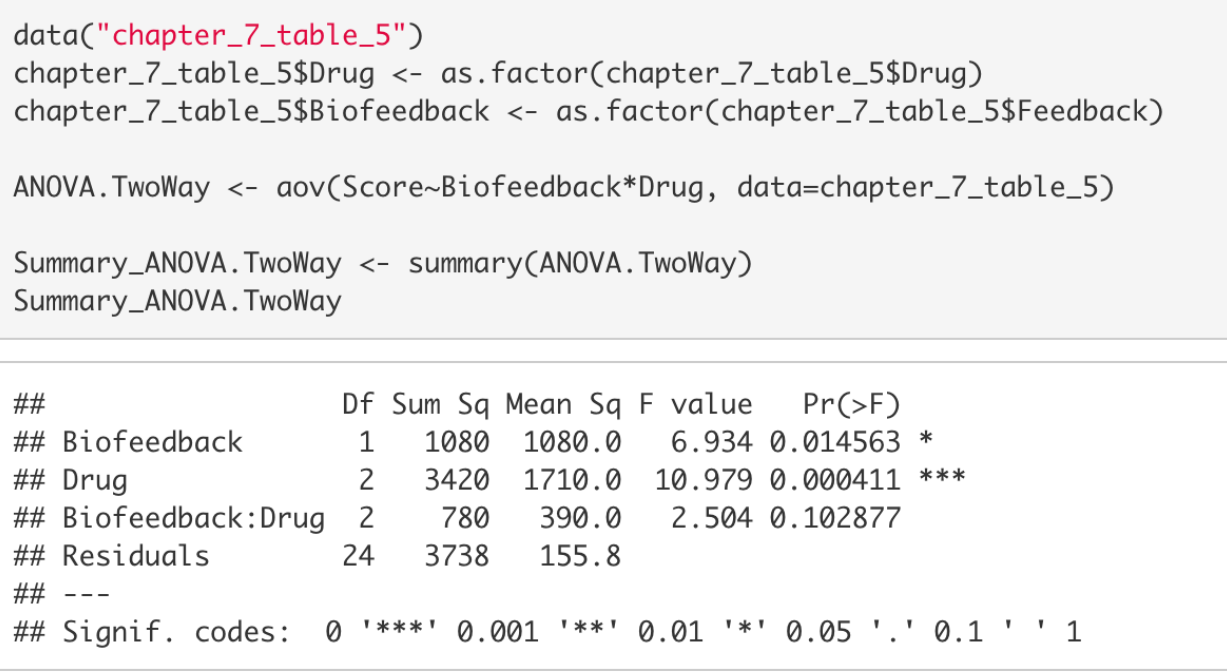 data("chapter_7_table_5")
chapter_7_table_5$Drug <- as.factor(chapter_7_table_5$Drug)
chapter_7_table_5$Biofeedback <- as.factor(chapter_7_table_5$Feedback)
ANOVA.TwoWay <- aov(Score~Biofeedback*Drug, data=chapter_7_table_5)
Summary_ANOVA.TwoWay <- summary(ANOVA.TwoWay)
Summary_ANOVA.TwoWay
##                  Df Sum Sq Mean Sq F value   Pr(>F)
## Biofeedback       1   1080  1080.0   6.934 0.014563 *
## Drug              2   3420  1710.0  10.979 0.000411 ***
## Biofeedback:Drug  2    780   390.0   2.504 0.102877
## Residuals        24   3738   155.8
## ---
## Signif. codes:  0 '***' 0.001 '**' 0.01 '*' 0.05 '.' 0.1 ' ' 1